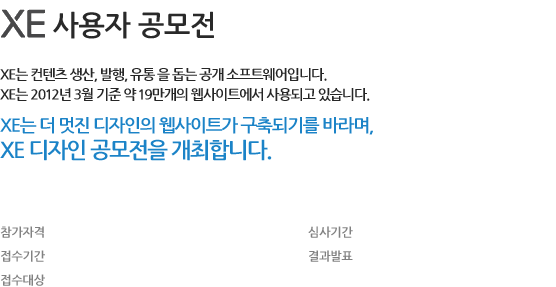 XE 사용자 공모전
XE는 컨텐츠 생산, 발행, 유통 을 돕는 공개 소프트웨어입니다.
XE는 2012년 3월 기준 약 19만개의 웹사이트에서 사용되고 있습니다.
XE는 더 멋진 디자인의 웹사이트가 구축되기를 바라며,
XE 디자인 공모전을 개최합니다.
참가자격
심사기간
접수기간
결과발표
접수대상